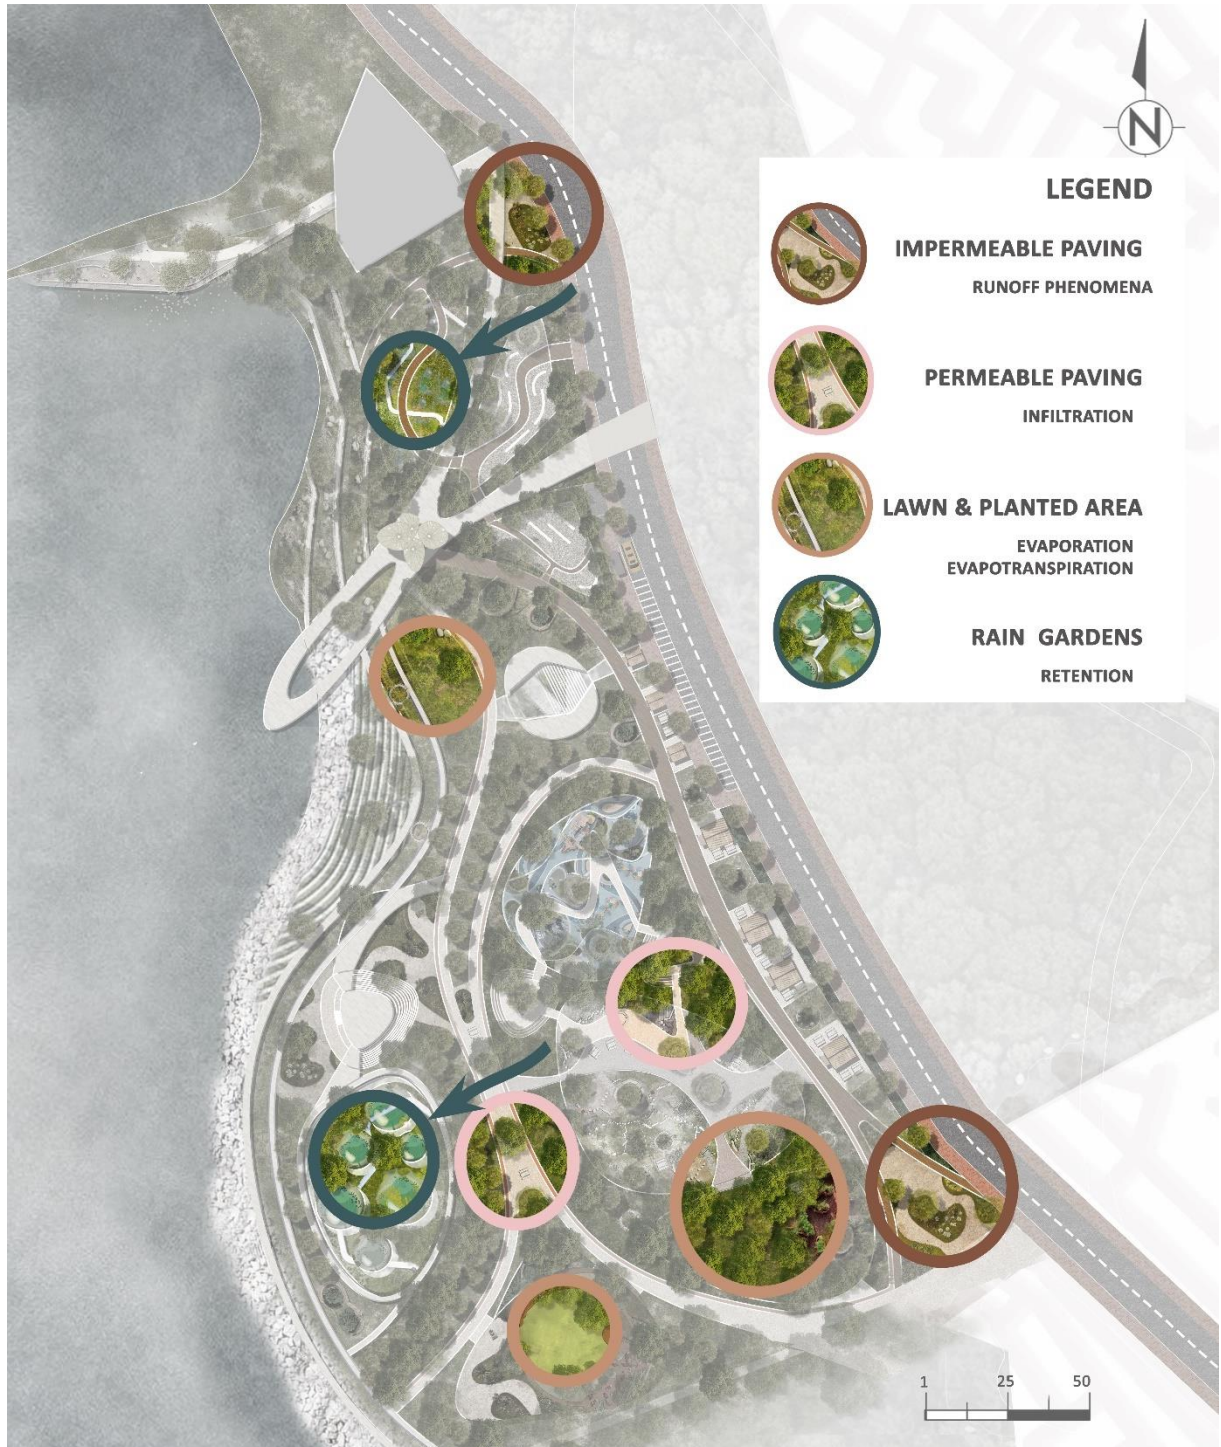 N
LEGEND
IMPERMEABLE PAVING
RUNOFF PHENOMENA
PERMEABLE PAVING
INFILTRATION
LAWN & PLANTED AREA
EVAPORATION
EVAPOTRANSPIRATION
RAIN GARDENS
RETENTION
1 25 50